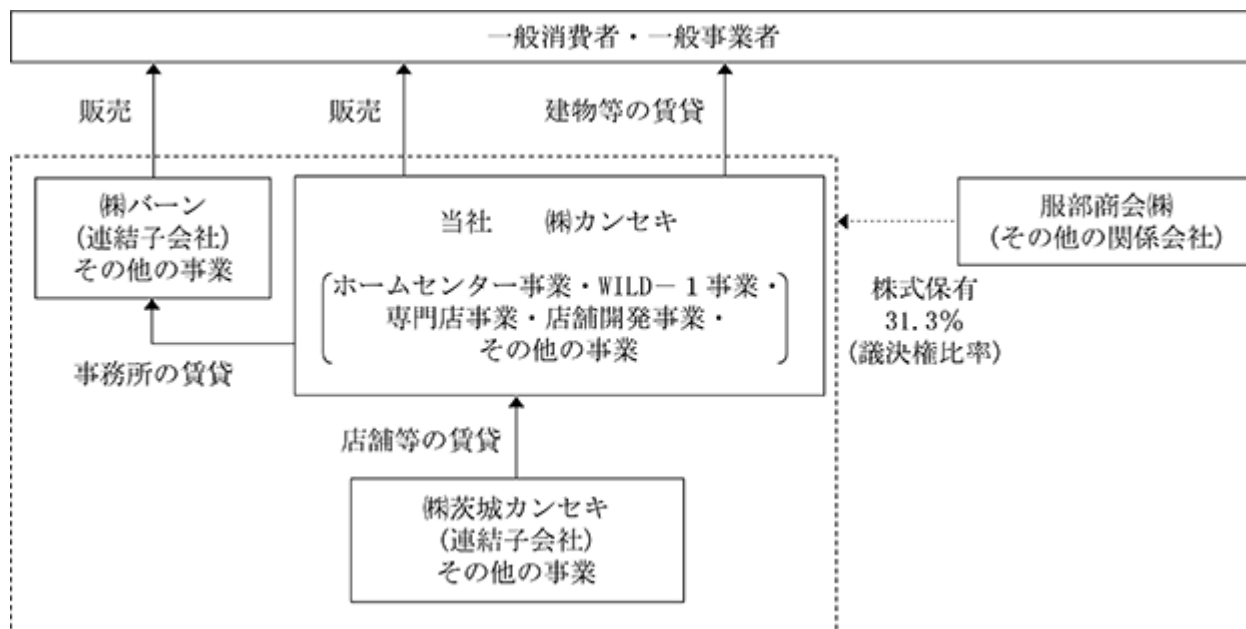 一般消費者・一般事業者
販売
販売
建物等の賃貸
㈱バーン
(連結子会社)
その他の事業
当社　　㈱カンセキ
ホームセンター事業・WILD－1事業・
専門店事業・店舗開発事業・
その他の事業
服部商会㈱
(その他の関係会社)
株式保有
31.3%
(議決権比率)
事務所の賃貸
店舗等の賃貸
㈱茨城カンセキ
(連結子会社)
その他の事業